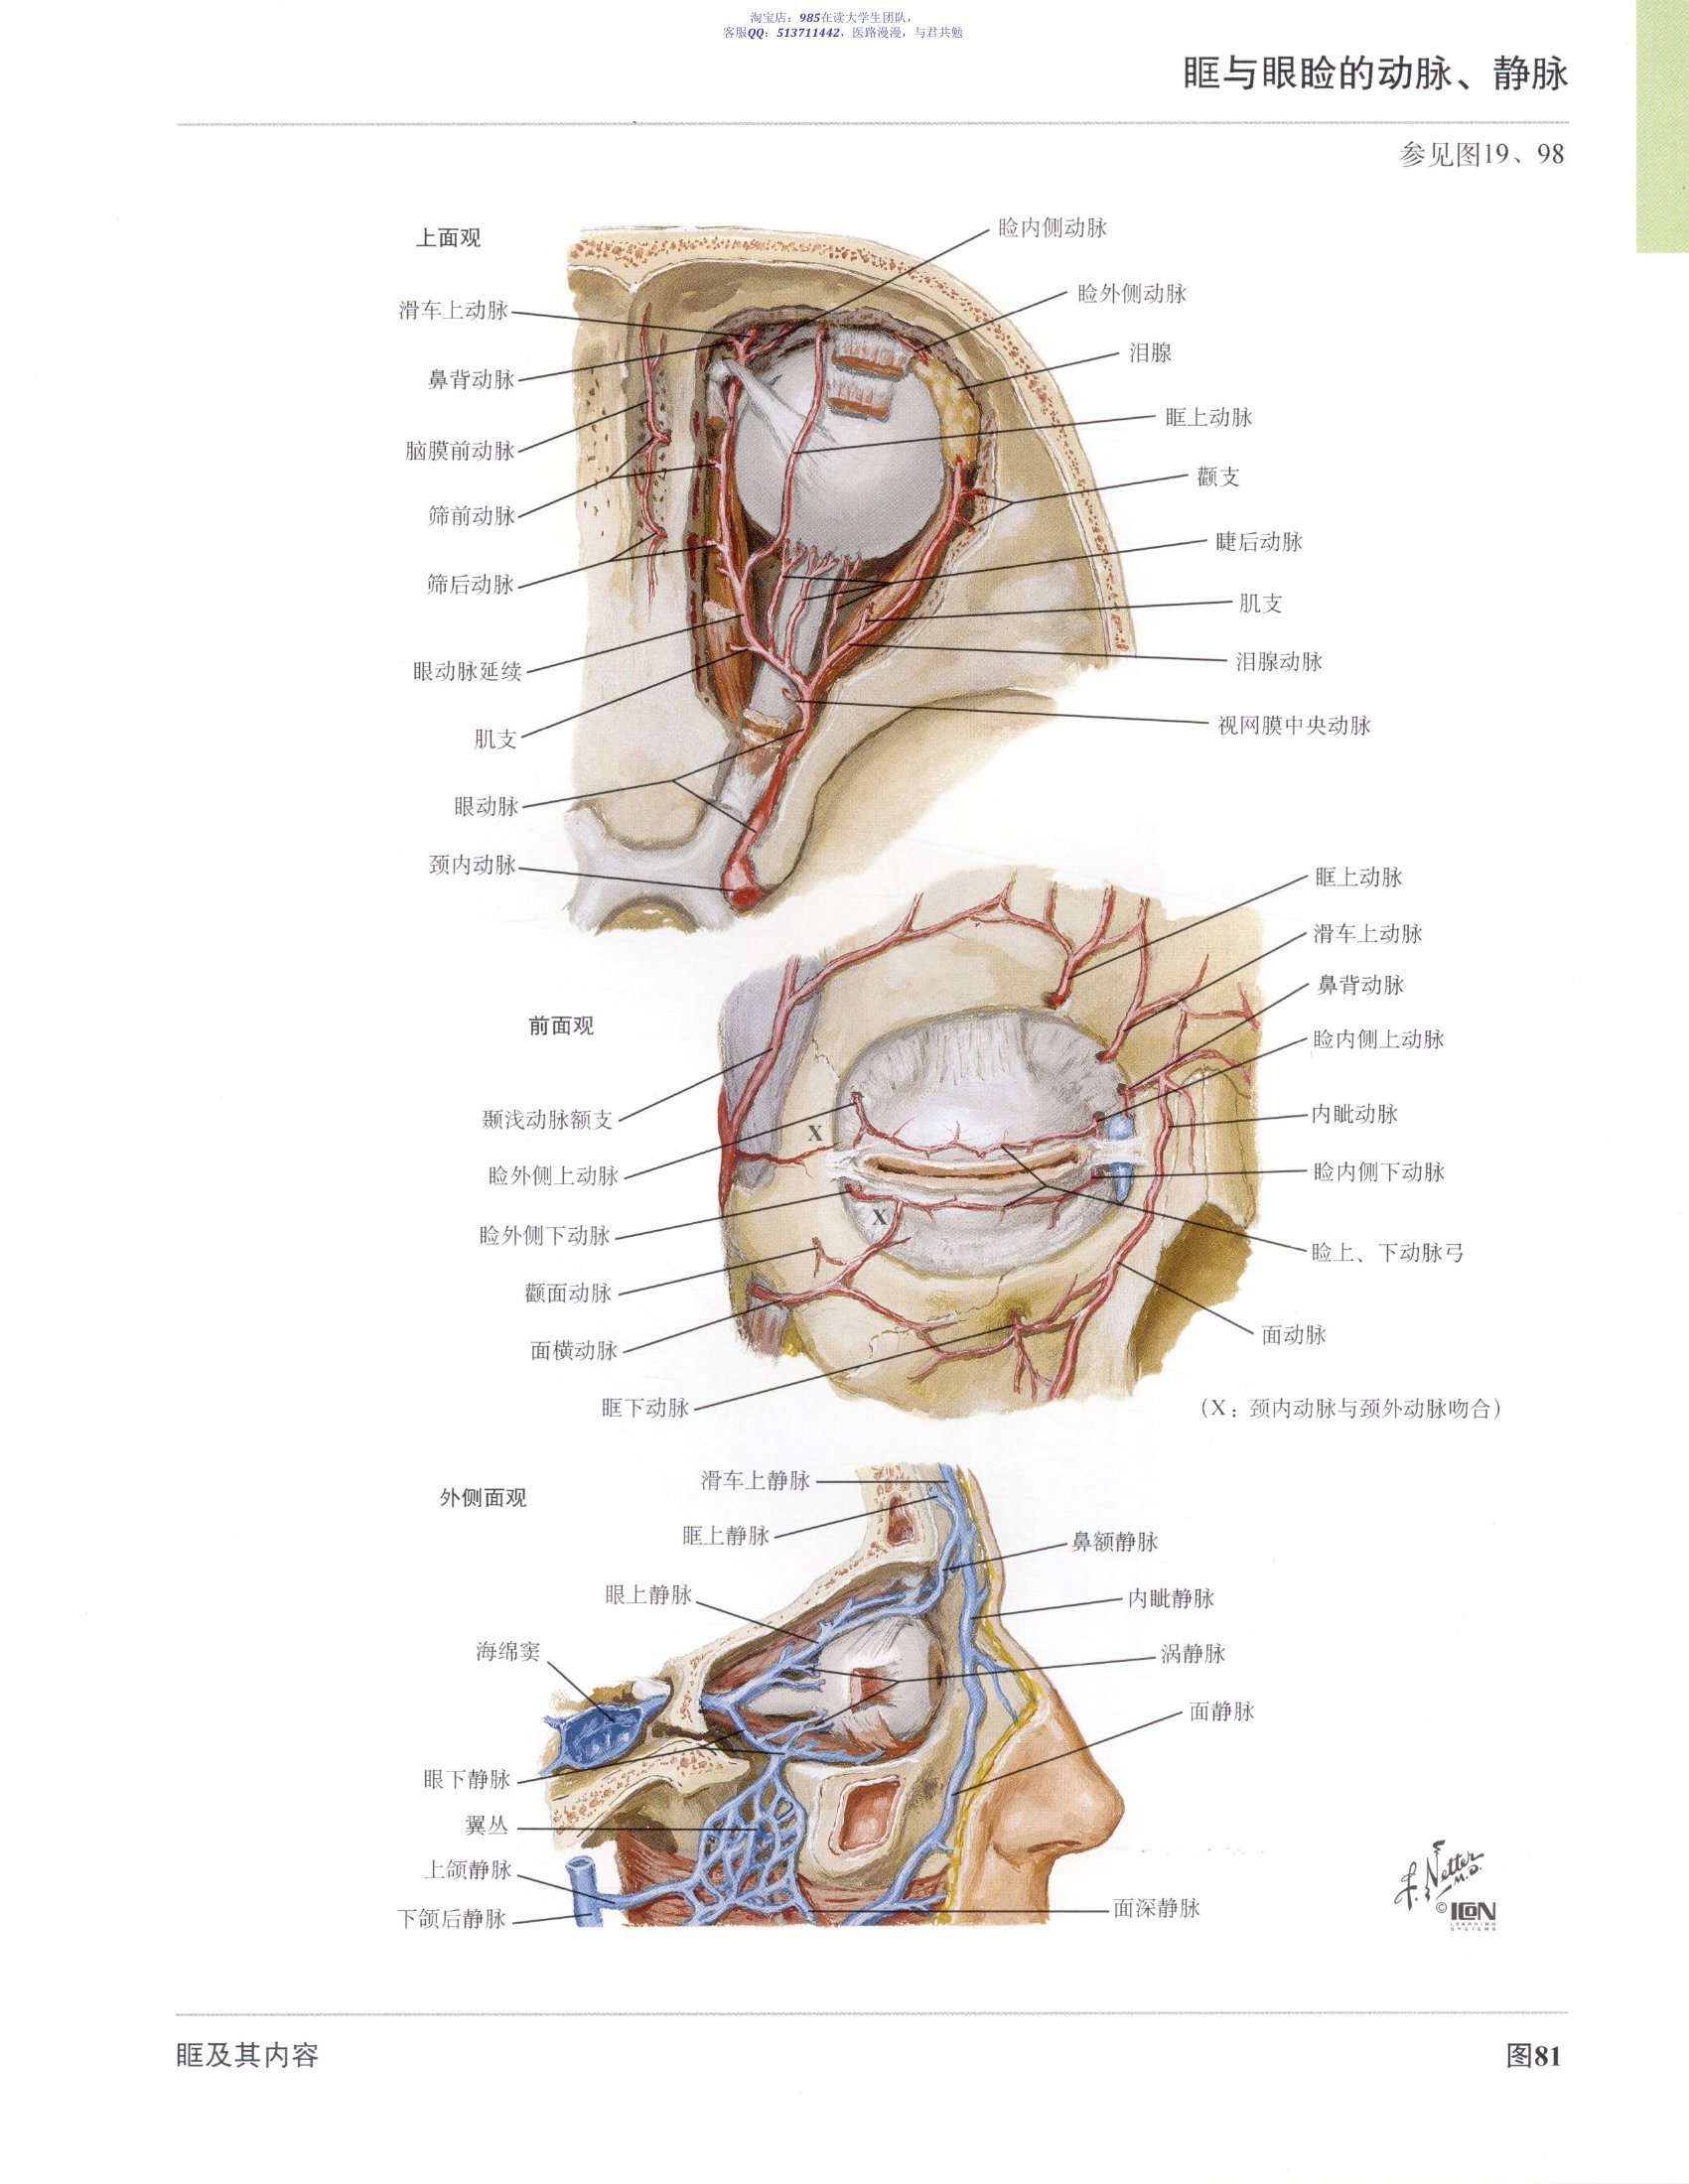 淘宝店：985在读大学生团队，
客服QQ：513711442，医路漫漫，与君共勉
眶与眼睑的动脉、静脉
参见图19、98
上面观
睑内侧动脉
睑外侧动脉
滑车上动脉
泪腺
鼻背动脉
眶上动脉
脑膜前动脉
颧支
筛前动脉
睫后动脉
筛后动脉
肌支
眼动脉延续
泪腺动脉
肌支
视网膜中央动脉
眼动脉
颈内动脉
眶上动脉
滑车上动脉
鼻背动脉
前面观
睑内侧上动脉
颞浅动脉额支
内眦动脉
X
睑外侧上动脉
睑内侧下动脉
X
睑外侧下动脉
睑上、下动脉弓
颧面动脉
面动脉
面横动脉
眶下动脉
（X：颈内动脉与颈外动脉吻合）
滑车上静脉
外侧面观
眶上静脉
鼻额静脉
眼上静脉
内眦静脉
海绵窦
涡静脉
面静脉
眼下静脉
翼丛
上颌静脉
下颌后静脉
面深静脉
F. Netter M.D.
© ICON
LEARNING
SYSTEMS
眶及其内容
图81